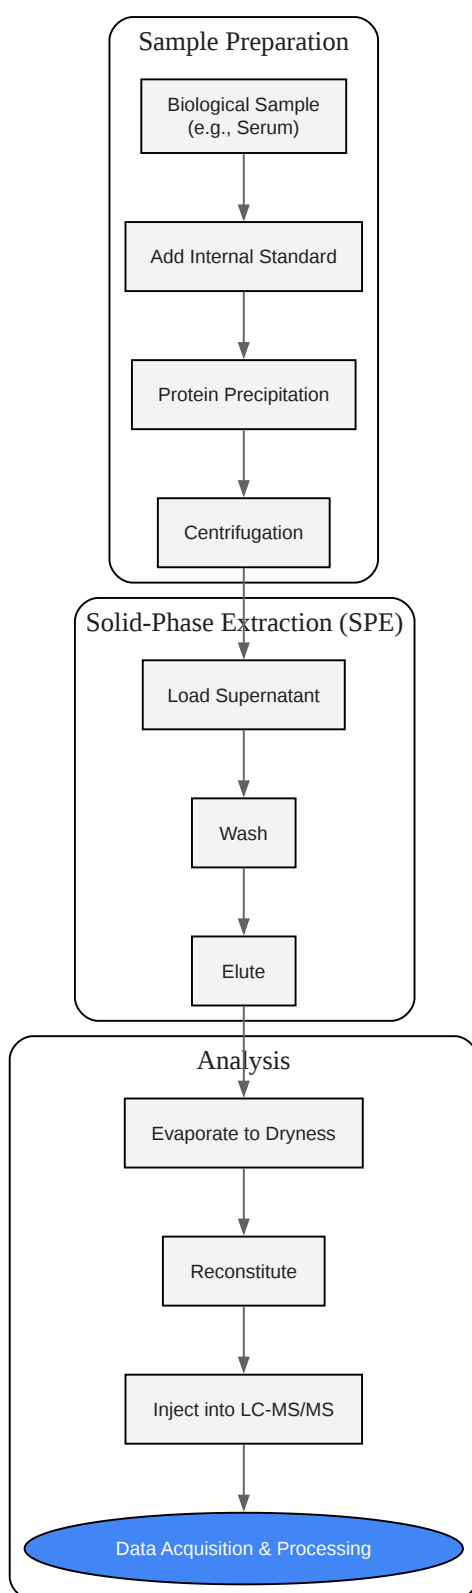 Sample Preparation
Biological Sample
(e.g., Serum)
Add Internal Standard
Protein Precipitation
Centrifugation
Solid-Phase Extraction (SPE)
Load Supernatant
Wash
Elute
Analysis
Evaporate to Dryness
Reconstitute
Inject into LC-MS/MS
Data Acquisition & Processing